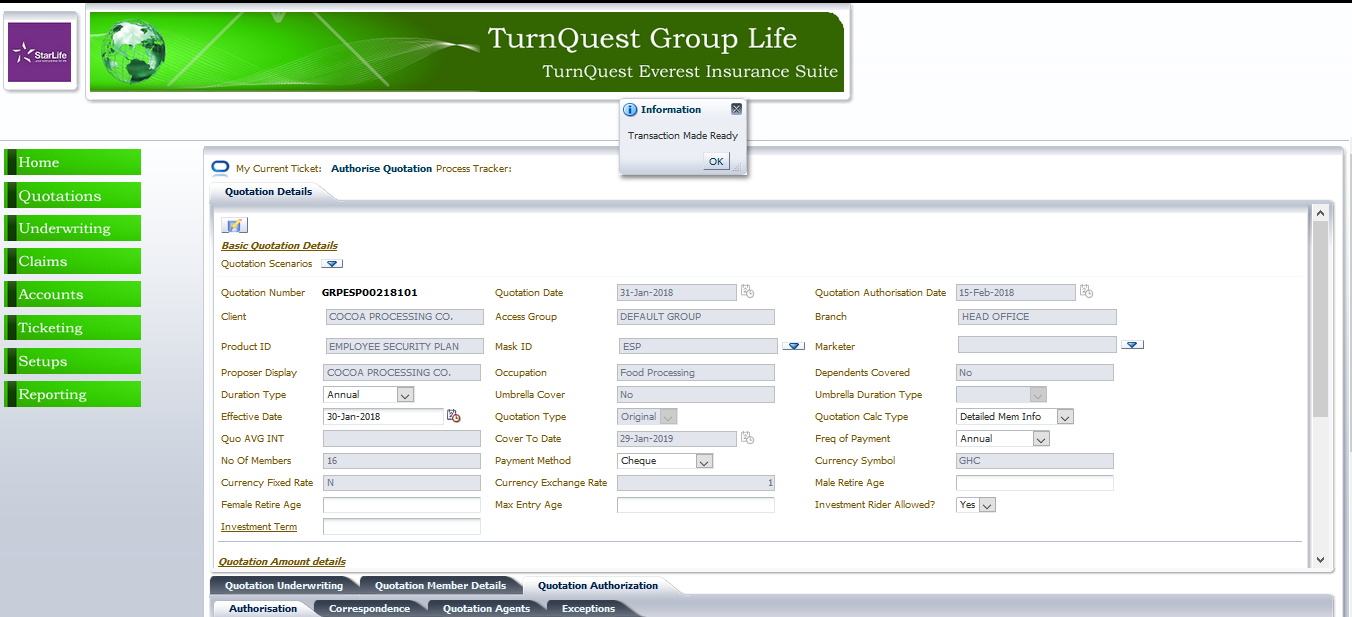 TurnQuest Group Life
StarLife
TurnQuest Everest Insurance Suite
Information
Transaction Made Ready
OK
Home
Quotations
Underwriting
Claims
Accounts
Ticketing
Setups
Reporting
My Current Ticket: Authorise Quotation Process Tracker:
Quotation Details
Basic Quotation Details
Quotation Scenarios
Quotation Number GRPESP00218101 Quotation Date 31-Jan-2018 Quotation Authorisation Date 15-Feb-2018
Client COCOA PROCESSING CO. Access Group DEFAULT GROUP Branch HEAD OFFICE
Product ID EMPLOYEE SECURITY PLAN Mask ID ESP Marketer
Proposer Display COCOA PROCESSING CO. Occupation Food Processing Dependents Covered No
Duration Type Annual Umbrella Cover No Umbrella Duration Type
Effective Date 30-Jan-2018 Quotation Type Original Quotation Calc Type Detailed Mem Info
Quo AVG INT Cover To Date 29-Jan-2019 Freq of Payment Annual
No Of Members 16 Payment Method Cheque Currency Symbol GHC
Currency Fixed Rate N Currency Exchange Rate 1 Male Retire Age
Female Retire Age Max Entry Age Investment Rider Allowed? Yes
Investment Term
Quotation Amount details
Quotation Underwriting Quotation Member Details Quotation Authorization
Authorisation Correspondence Quotation Agents Exceptions